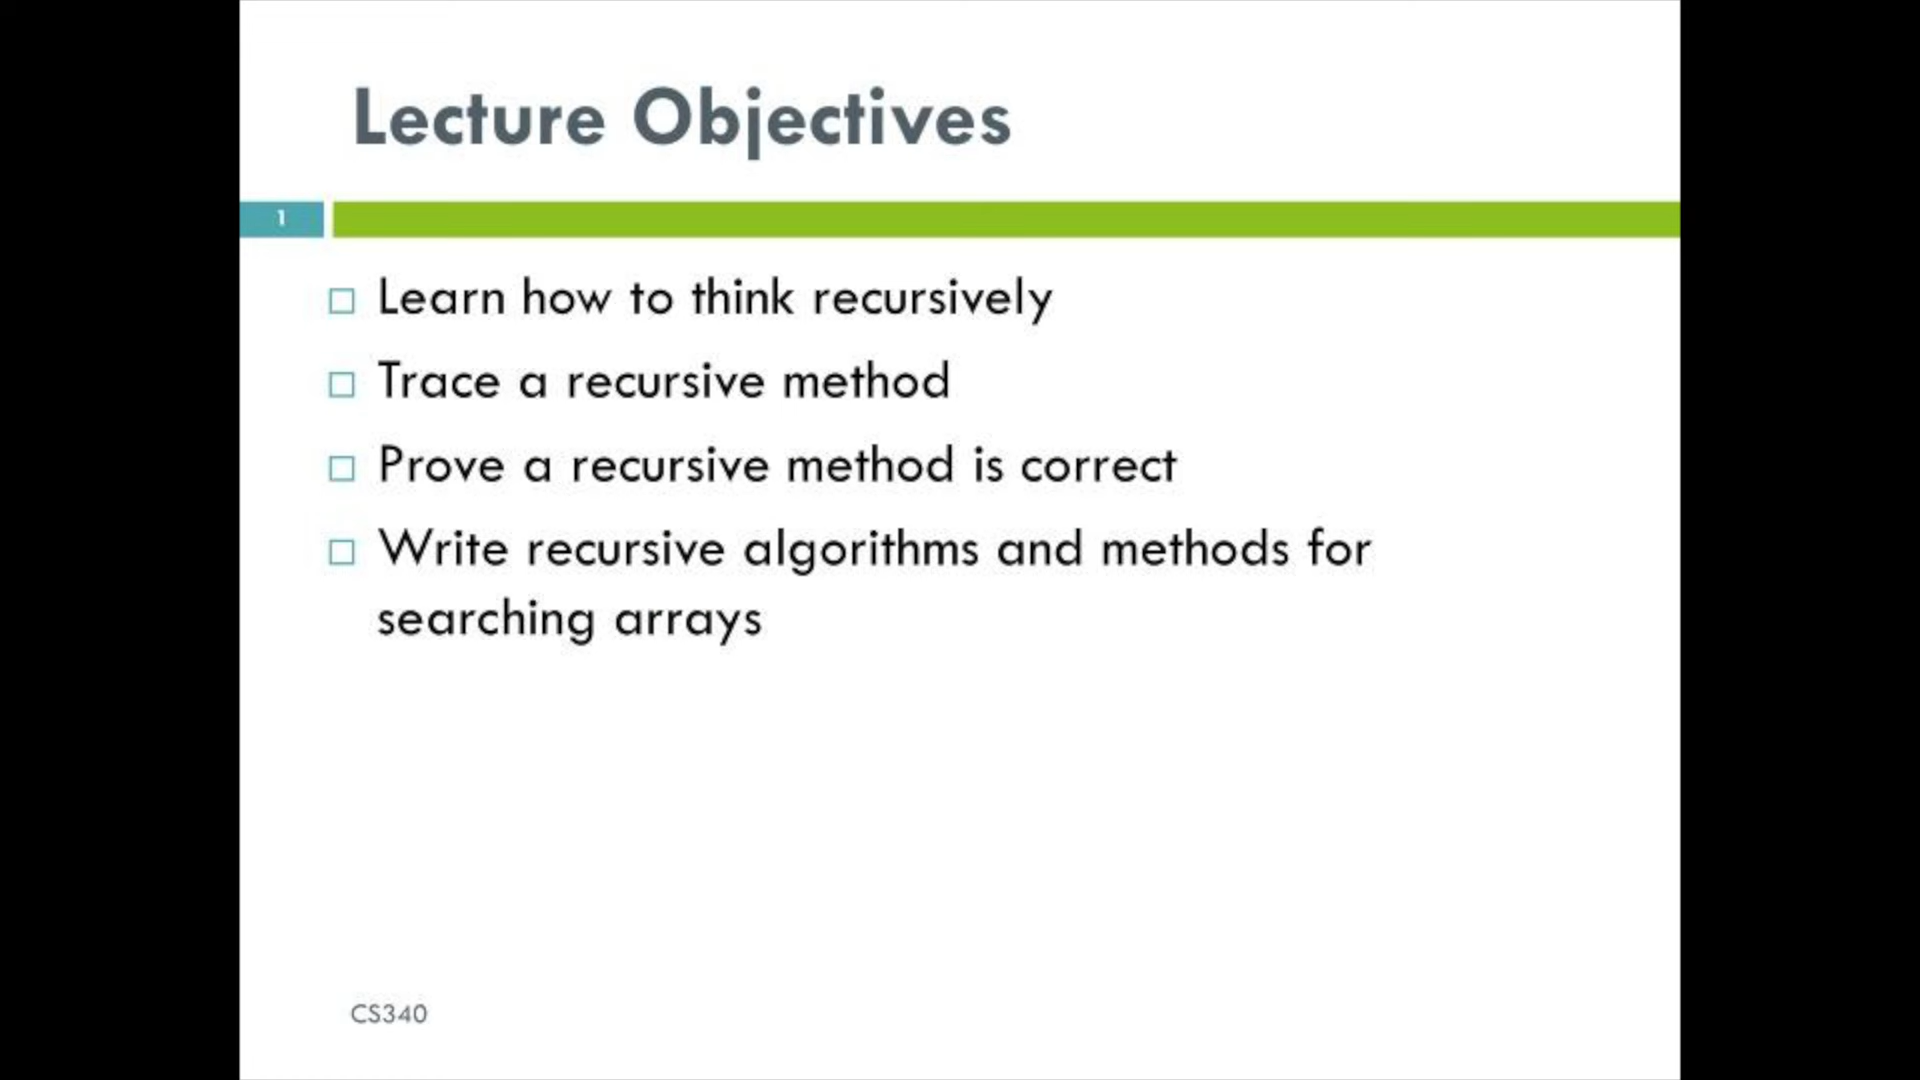 Lecture Objectives
1
Learn how to think recursively
Trace a recursive method
Prove a recursive method is correct
Write recursive algorithms and methods for
searching arrays
CS340